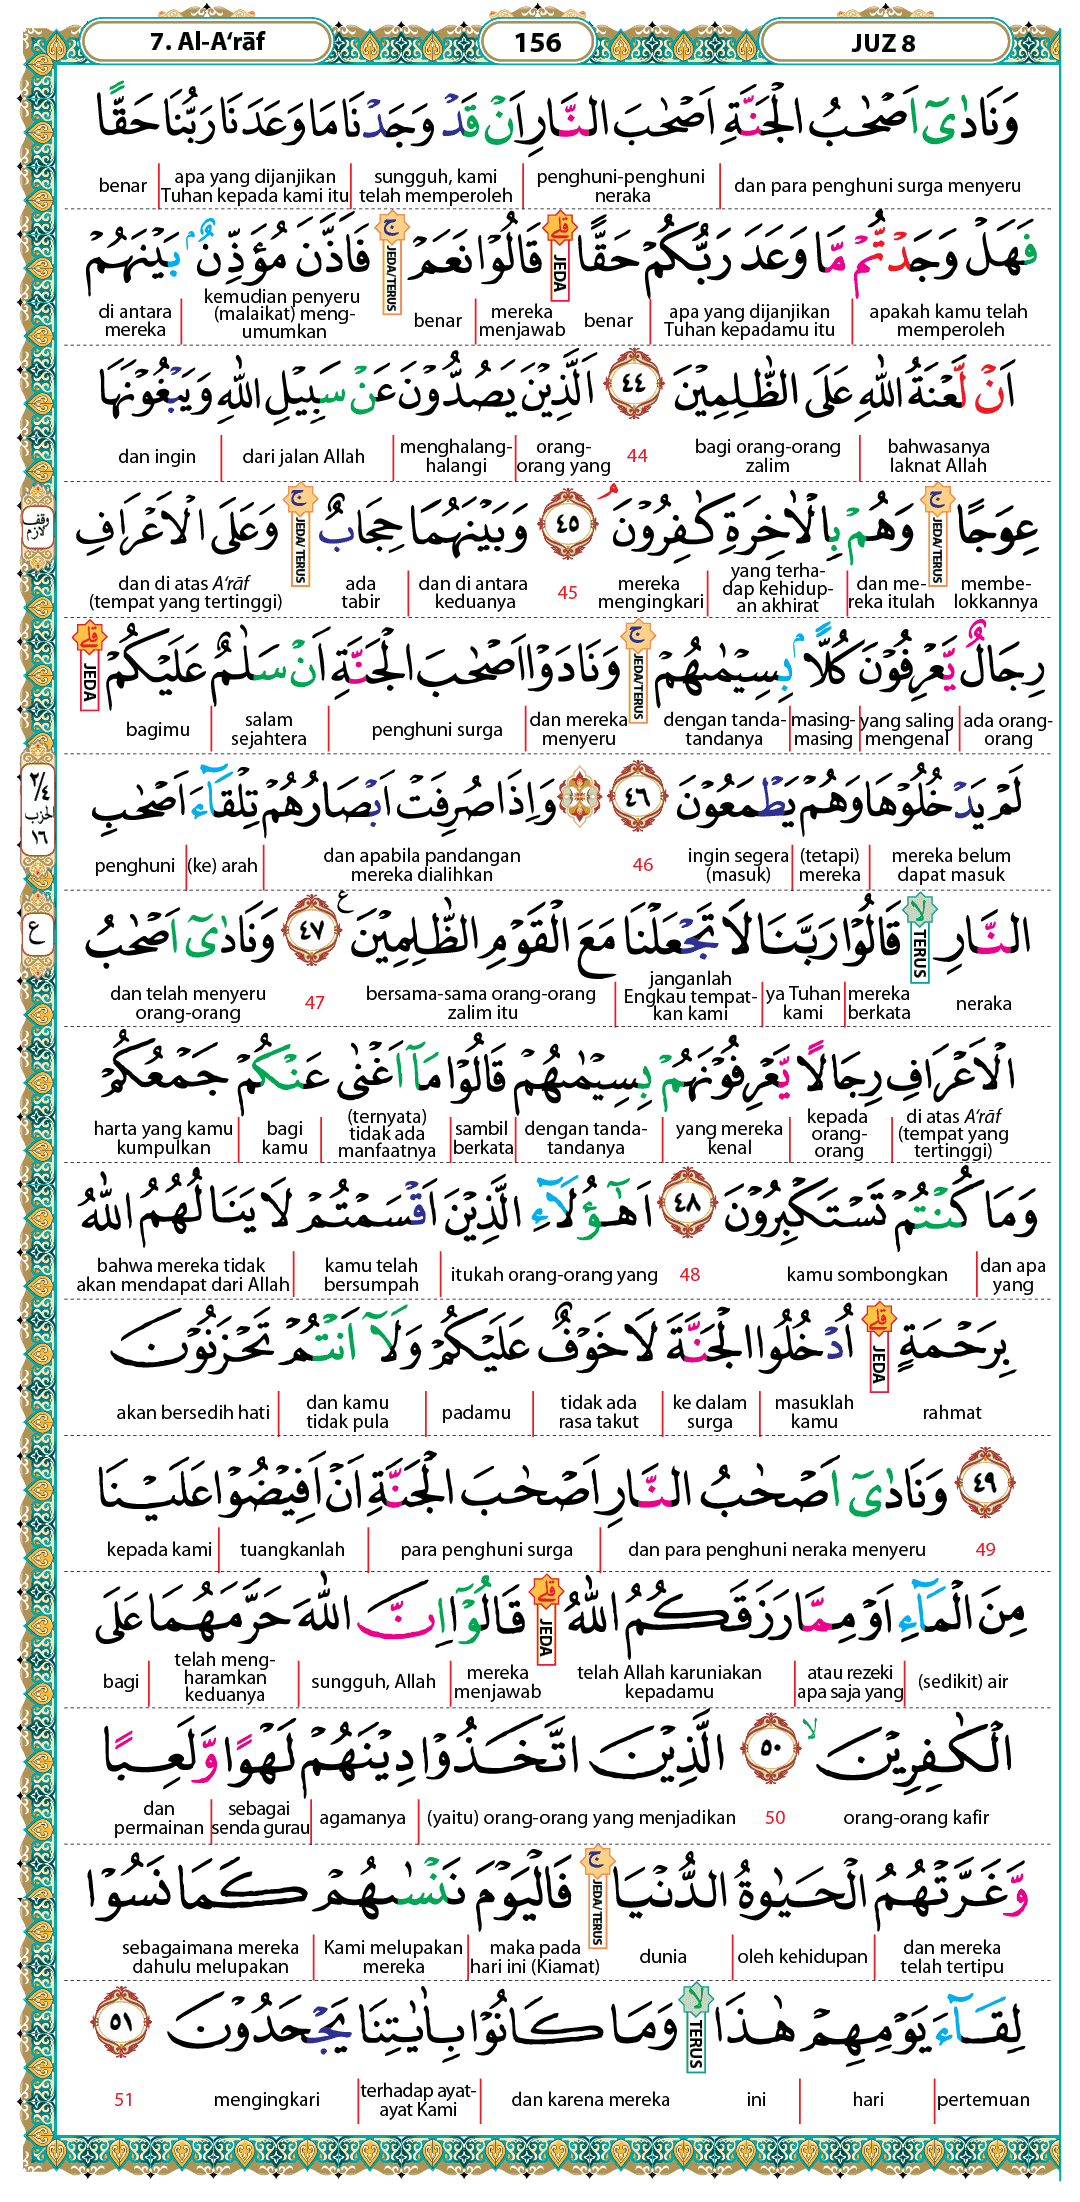 7. Al-A‘rāf 156 JUZ 8
وَنَادٰىٓ اَصْحٰبُ الْجَنَّةِ اَصْحٰبَ النَّارِ اَنْ قَدْ وَجَدْنَا مَا وَعَدَنَا رَبُّنَا حَقًّا
dan para penghuni surga menyeru | penghuni-penghuni neraka | sungguh, kami telah memperoleh | apa yang dijanjikan Tuhan kepada kami itu | benar
فَهَلْ وَجَدْتُّمْ مَّا وَعَدَ رَبُّكُمْ حَقًّا ۗ JEDA قَالُوْا نَعَمْ ۚ JEDA/TERUS فَاَذَّنَ مُؤَذِّنٌۢ بَيْنَهُمْ
apakah kamu telah memperoleh | apa yang dijanjikan Tuhan kepadamu itu | benar mereka menjawab | benar kemudian penyeru (malaikat) meng-umumkan | di antara mereka
اَنْ لَّعْنَةُ اللّٰهِ عَلَى الظّٰلِمِيْنَ ٤٤ الَّذِيْنَ يَصُدُّوْنَ عَنْ سَبِيْلِ اللّٰهِ وَيَبْغُوْنَهَا
bahwasanya laknat Allah | bagi orang-orang zalim 44 orang-orang yang | menghalang-halangi | dari jalan Allah | dan ingin
وقف لازم
عِوَجًا ۚ JEDA/TERUS وَهُمْ بِالْاٰخِرَةِ كٰفِرُوْنَ ۘ ٤٥ وَبَيْنَهُمَا حِجَابٌ ۚ JEDA/TERUS وَعَلَى الْاَعْرَافِ
membe-lokkannya dan me-reka itulah | yang terha-dap kehidup-an akhirat | mereka mengingkari 45 dan di antara keduanya | ada tabir dan di atas A‘rāf (tempat yang tertinggi)
رِجَالٌ يَّعْرِفُوْنَ كُلًّا ۢ بِسِيْمٰىهُمْ ۚ JEDA/TERUS وَنَادَوْا اَصْحٰبَ الْجَنَّةِ اَنْ سَلٰمٌ عَلَيْكُمْ ۗ JEDA
ada orang-orang | yang saling mengenal | masing-masing | dengan tanda-tandanya dan mereka menyeru | penghuni surga | salam sejahtera | bagimu
٢/٤ الحزب ١٦
لَمْ يَدْخُلُوْهَا وَهُمْ يَطْمَعُوْنَ ٤٦ ۞ وَاِذَا صُرِفَتْ اَبْصَارُهُمْ تِلْقَاۤءَ اَصْحٰبِ
mereka belum dapat masuk | (tetapi) mereka | ingin segera (masuk) 46 dan apabila pandangan mereka dialihkan | (ke) arah | penghuni
ع
النَّارِ ۙ TERUS قَالُوْا رَبَّنَا لَا تَجْعَلْنَا مَعَ الْقَوْمِ الظّٰلِمِيْنَ ࣖ ٤٧ وَنَادٰىٓ اَصْحٰبُ
neraka mereka berkata | ya Tuhan kami | janganlah Engkau tempat-kan kami | bersama-sama orang-orang zalim itu 47 dan telah menyeru orang-orang
الْاَعْرَافِ رِجَالًا يَّعْرِفُوْنَهُمْ بِسِيْمٰىهُمْ قَالُوْا مَآ اَغْنٰى عَنْكُمْ جَمْعُكُمْ
di atas A‘rāf (tempat yang tertinggi) | kepada orang-orang | yang mereka kenal | dengan tanda-tandanya | sambil berkata | (ternyata) tidak ada manfaatnya | bagi kamu | harta yang kamu kumpulkan
وَمَا كُنْتُمْ تَسْتَكْبِرُوْنَ ٤٨ اَهٰٓؤُلَاۤءِ الَّذِيْنَ اَقْسَمْتُمْ لَا يَنَالُهُمُ اللّٰهُ
dan apa yang | kamu sombongkan 48 itukah orang-orang yang | kamu telah bersumpah | bahwa mereka tidak akan mendapat dari Allah
بِرَحْمَةٍ ۗ JEDA اُدْخُلُوا الْجَنَّةَ لَا خَوْفٌ عَلَيْكُمْ وَلَآ اَنْتُمْ تَحْزَنُوْنَ
rahmat masuklah kamu | ke dalam surga | tidak ada rasa takut | padamu | dan kamu tidak pula | akan bersedih hati
٤٩ وَنَادٰىٓ اَصْحٰبُ النَّارِ اَصْحٰبَ الْجَنَّةِ اَنْ اَفِيْضُوْا عَلَيْنَا
49 dan para penghuni neraka menyeru | para penghuni surga | tuangkanlah | kepada kami
مِنَ الْمَاۤءِ اَوْ مِمَّا رَزَقَكُمُ اللّٰهُ ۗ JEDA قَالُوْٓا اِنَّ اللّٰهَ حَرَّمَهُمَا عَلَى
(sedikit) air | atau rezeki apa saja yang | telah Allah karuniakan kepadamu mereka menjawab | sungguh, Allah | telah meng-haramkan keduanya | bagi
الْكٰفِرِيْنَ ۙ ٥٠ الَّذِيْنَ اتَّخَذُوْا دِيْنَهُمْ لَهْوًا وَّلَعِبًا
orang-orang kafir 50 (yaitu) orang-orang yang menjadikan | agamanya | sebagai senda gurau | dan permainan
وَّغَرَّتْهُمُ الْحَيٰوةُ الدُّنْيَا ۚ JEDA/TERUS فَالْيَوْمَ نَنْسٰىهُمْ كَمَا نَسُوْا
dan mereka telah tertipu | oleh kehidupan | dunia maka pada hari ini (Kiamat) | Kami melupakan mereka | sebagaimana mereka dahulu melupakan
لِقَاۤءَ يَوْمِهِمْ هٰذَا ۙ TERUS وَمَا كَانُوْا بِاٰيٰتِنَا يَجْحَدُوْنَ ٥١
pertemuan | hari | ini dan karena mereka | terhadap ayat-ayat Kami | mengingkari 51